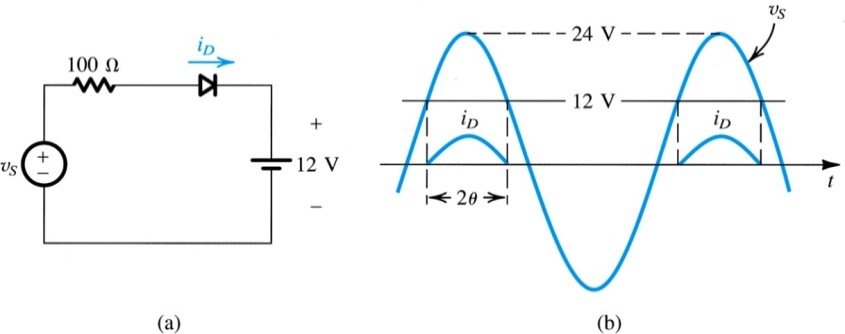 100 Ω
i_D
v_S
+
−
+
12 V
−
(a)
v_S
24 V
12 V
i_D
i_D
2θ
t
(b)